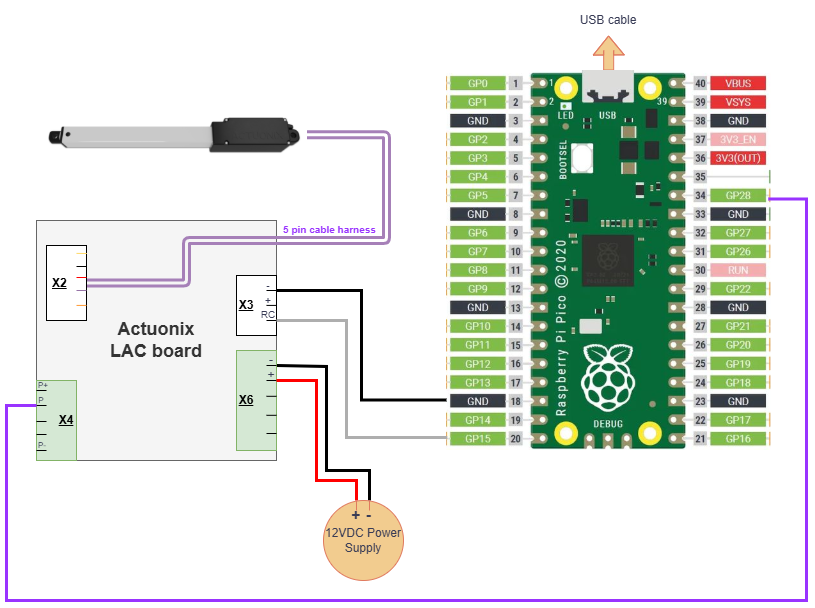 USB cable
GP0 1 1 40 VBUS
GP1 2 2 39 39 VSYS
LED USB
GND 3 38 GND
GP2 4 37 3V3_EN
BOOTSEL
GP3 5 36 3V3(OUT)
GP4 6 35
GP5 7 34 GP28
GND 8 33 GND
GP6 9 32 GP27
GP7 10 31 GP26
GP8 11 30 RUN
GP9 12 29 GP22
GND 13 28 GND
GP10 14 27 GP21
GP11 15 26 GP20
GP12 16 25 GP19
GP13 17 24 GP18
GND 18 23 GND
GP14 19 22 GP17
GP15 20 21 GP16
Raspberry Pi Pico © 2020
DEBUG
5 pin cable harness
X2
X3
-
+
RC
Actuonix
LAC board
X6
-
+
P+
P
X4
P-
+ -
12VDC Power
Supply